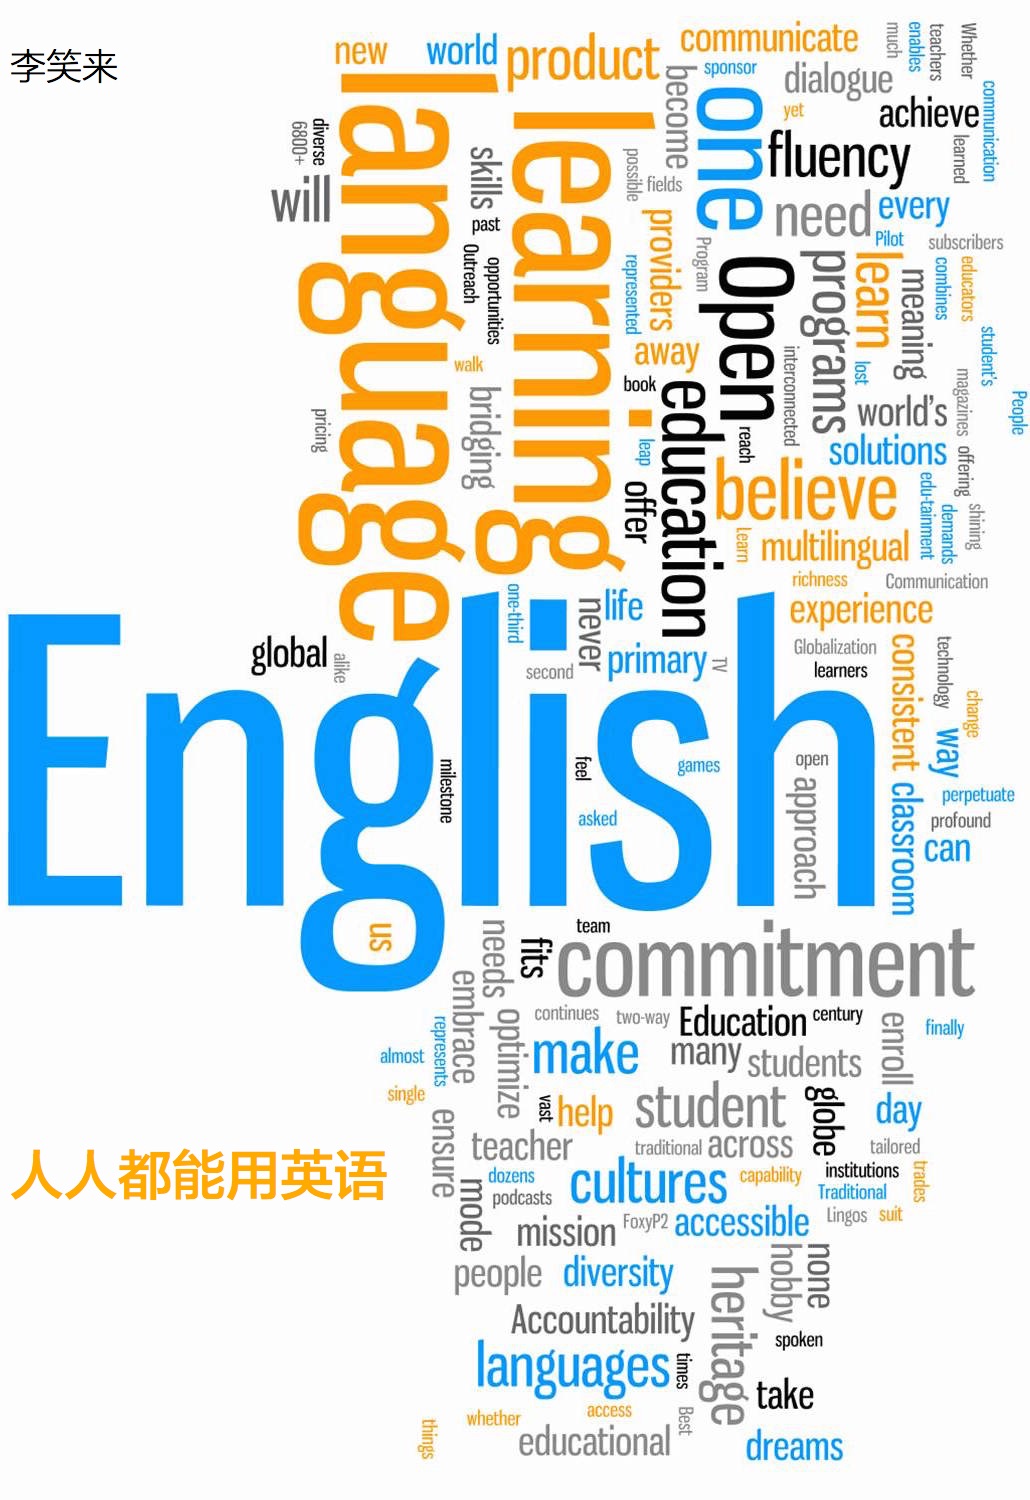 李笑来
new
world
product
communicate
much
enables
teachers
Whether
sponsor
become
dialogue
yet
achieve
communication
learned
language
learning
one
fluency
diverse
6800+
will
skills
past
possible
fields
need
every
Pilot
subscribers
providers
Program
Outreach
opportunities
represented
Open
programs
learn
meaning
combines
educators
student's
walk
away
book
interconnected
lost
world's
magazines
People
pricing
bridging
education
reach
leap
solutions
offering
offer
believe
edu-tainment
demands
shining
Learn
multilingual
richness
Communication
one-third
never
life
experience
global
alike
second
primary
TV
Globalization
learners
consistent
technology
change
English
milestone
feel
games
asked
open
approach
way
perpetuate
profound
classroom
can
us
needs
fits
team
commitment
embrace
continues
two-way
Education
century
enroll
finally
almost
represents
optimize
make
many
students
single
vast
help
student
globe
day
ensure
teacher
traditional
across
tailored
人人都能用英语
dozens
podcasts
cultures
capability
institutions
Traditional
trades
mode
mission
FoxyP2
accessible
Lingos
suit
people
diversity
hobby
none
heritage
Accountability
spoken
languages
times
take
things
whether
access
Best
educational
dreams